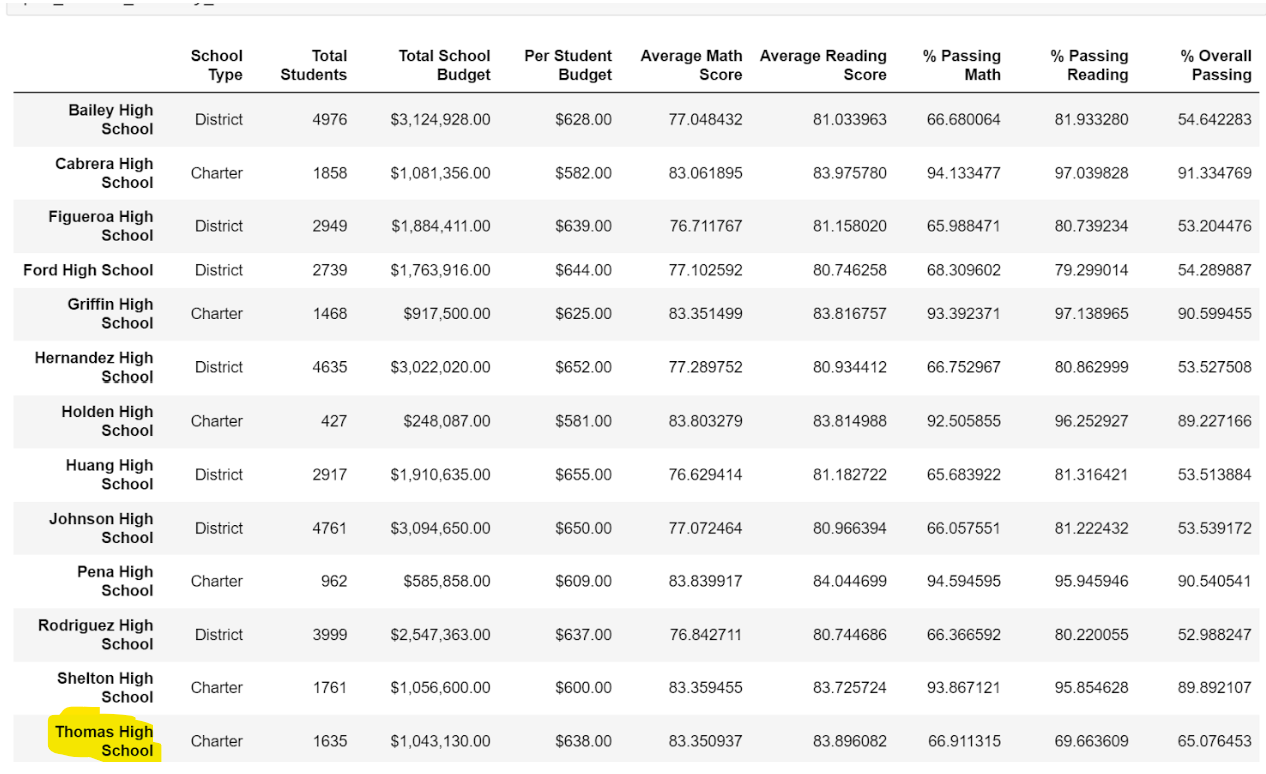 School Type Total Students Total School Budget Per Student Budget Average Math Score Average Reading Score % Passing Math % Passing Reading % Overall Passing
Bailey High School District 4976 $3,124,928.00 $628.00 77.048432 81.033963 66.680064 81.933280 54.642283
Cabrera High School Charter 1858 $1,081,356.00 $582.00 83.061895 83.975780 94.133477 97.039828 91.334769
Figueroa High School District 2949 $1,884,411.00 $639.00 76.711767 81.158020 65.988471 80.739234 53.204476
Ford High School District 2739 $1,763,916.00 $644.00 77.102592 80.746258 68.309602 79.299014 54.289887
Griffin High School Charter 1468 $917,500.00 $625.00 83.351499 83.816757 93.392371 97.138965 90.599455
Hernandez High School District 4635 $3,022,020.00 $652.00 77.289752 80.934412 66.752967 80.862999 53.527508
Holden High School Charter 427 $248,087.00 $581.00 83.803279 83.814988 92.505855 96.252927 89.227166
Huang High School District 2917 $1,910,635.00 $655.00 76.629414 81.182722 65.683922 81.316421 53.513884
Johnson High School District 4761 $3,094,650.00 $650.00 77.072464 80.966394 66.057551 81.222432 53.539172
Pena High School Charter 962 $585,858.00 $609.00 83.839917 84.044699 94.594595 95.945946 90.540541
Rodriguez High School District 3999 $2,547,363.00 $637.00 76.842711 80.744686 66.366592 80.220055 52.988247
Shelton High School Charter 1761 $1,056,600.00 $600.00 83.359455 83.725724 93.867121 95.854628 89.892107
Thomas High School Charter 1635 $1,043,130.00 $638.00 83.350937 83.896082 66.911315 69.663609 65.076453